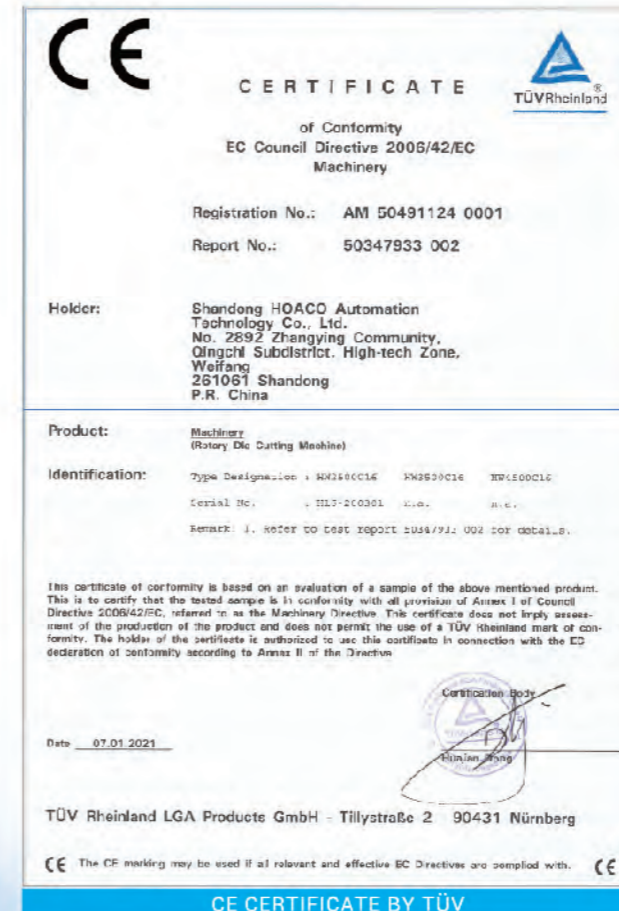 CE
CERTIFICATE
TÜVRheinland®
of Conformity
EC Council Directive 2006/42/EC
Machinery
Registration No.: AM 50491124 0001
Report No.: 50347933 002
Holder: Shandong HOACO Automation
Technology Co., Ltd.
No. 2892 Zhangying Community,
Qingchi Subdistrict, High-tech Zone,
Weifang
261061 Shandong
P.R. China
Product: Machinery
(Rotary Die Cutting Machine)
Identification: Type Designation :
Serial No. : n.a. n.a.
Remark: 1. Refer to test report 50347933 002 for details.
This certificate of conformity is based on an evaluation of a sample of the above mentioned product.
This is to certify that the tested sample is in conformity with all provision of Annex I of Council
Directive 2006/42/EC, referred to as the Machinery Directive. This certificate does not imply assess-
ment of the production of the product and does not permit the use of a TÜV Rheinland mark of con-
formity. The holder of the certificate is authorized to use this certificate in connection with the EC
declaration of conformity according to Annex II of the Directive
Certification Body
Date 07.01.2021
TÜV Rheinland LGA Products GmbH - Tillystraße 2 90431 Nürnberg
CE The CE marking may be used if all relevant and effective EC Directives are complied with. CE
CE CERTIFICATE BY TÜV